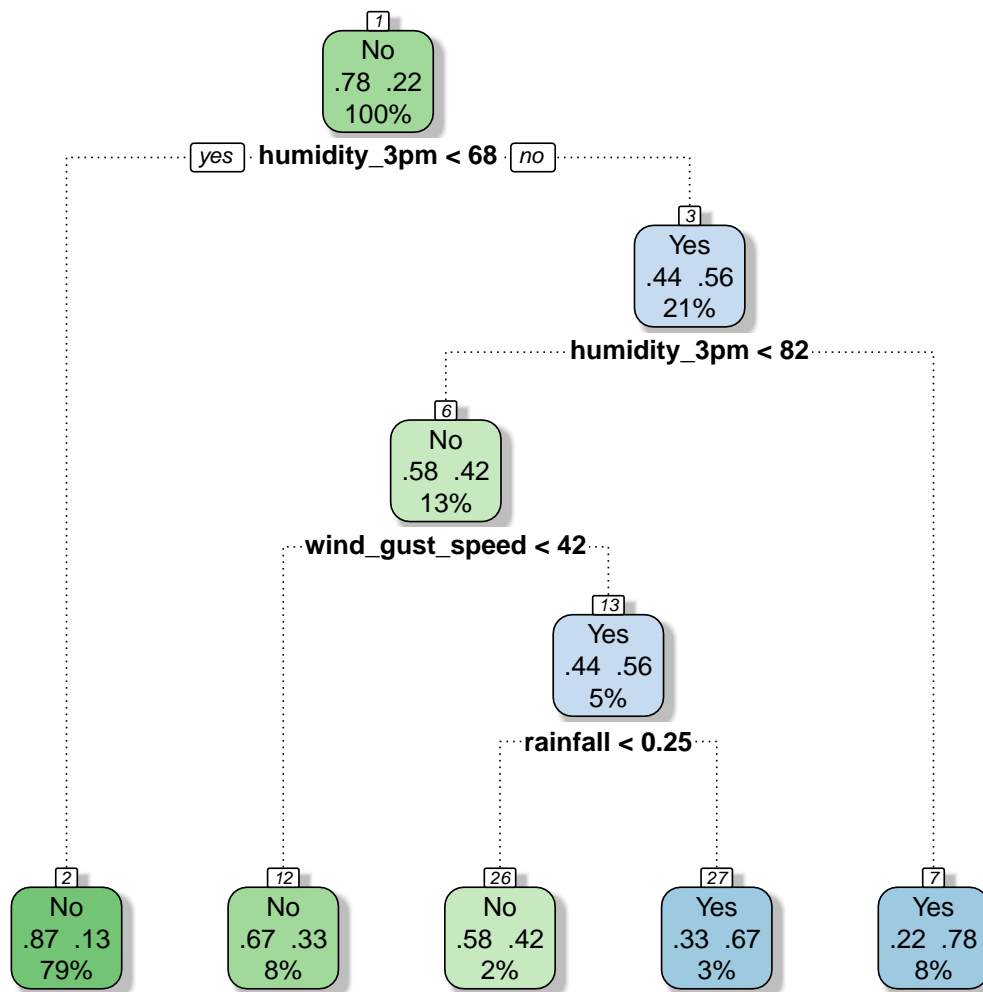 1
No
.78 .22
100%
yes humidity_3pm < 68 no
3
Yes
.44 .56
21%
humidity_3pm < 82
6
No
.58 .42
13%
wind_gust_speed < 42
13
Yes
.44 .56
5%
rainfall < 0.25
2
No
.87 .13
79%
12
No
.67 .33
8%
26
No
.58 .42
2%
27
Yes
.33 .67
3%
7
Yes
.22 .78
8%